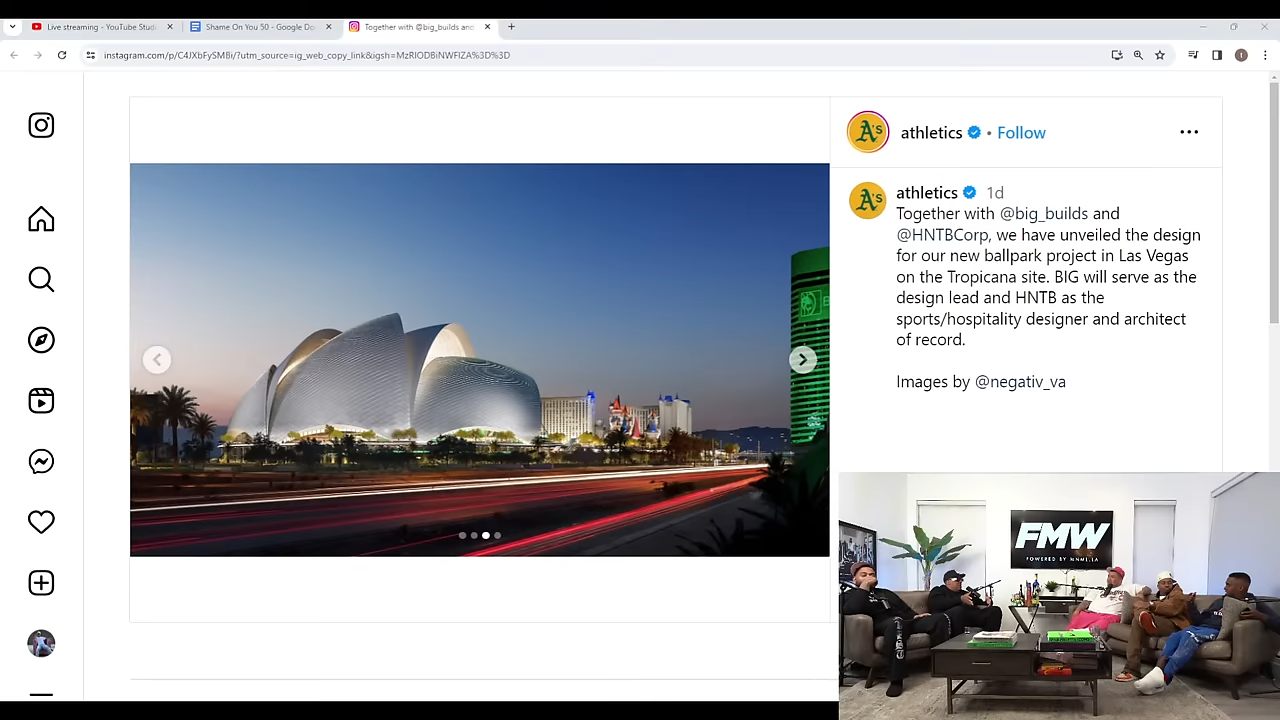 Live streaming - YouTube Stud
Shame On You 50 - Google Do
Together with @big_builds and
instagram.com/p/C4JXbFySMBi/?utm_source=ig_web_copy_link&igsh=MzRlODBiNWFlZA%3D%3D
A's
athletics • Follow
A's
athletics 1d
Together with @big_builds and
@HNTBCorp, we have unveiled the design
for our new ballpark project in Las Vegas
on the Tropicana site. BIG will serve as the
design lead and HNTB as the
sports/hospitality designer and architect
of record.
Images by @negativ_va
FMW